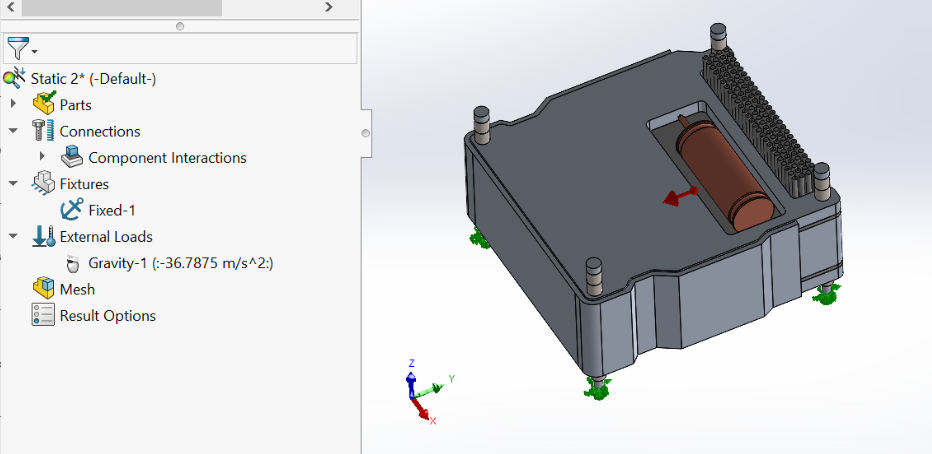 Static 2* (-Default-)
Parts
Connections
Component Interactions
Fixtures
Fixed-1
External Loads
Gravity-1 (:-36.7875 m/s^2:)
Mesh
Result Options
Z
Y
X